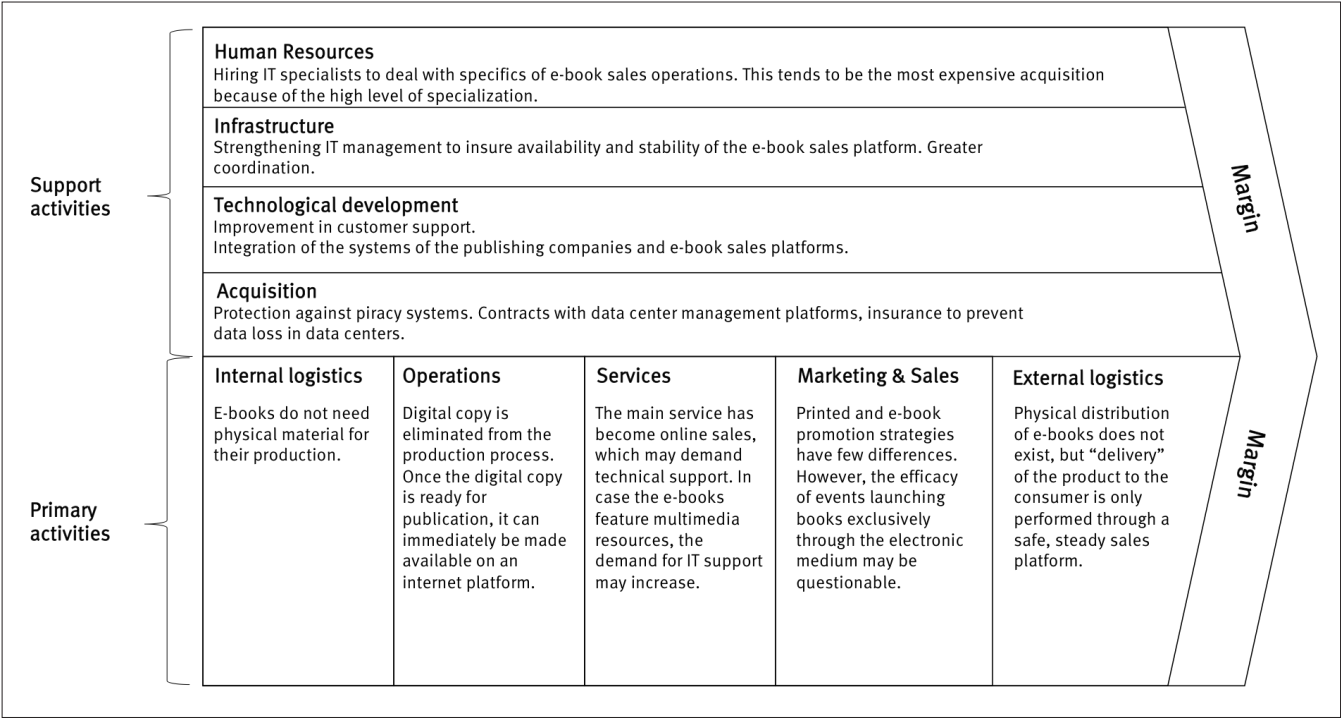 Human Resources
Hiring IT specialists to deal with specifics of e-book sales operations. This tends to be the most expensive acquisition
because of the high level of specialization.
Infrastructure
Strengthening IT management to insure availability and stability of the e-book sales platform. Greater
coordination.
Support
activities
Technological development
Improvement in customer support.
Integration of the systems of the publishing companies and e-book sales platforms.
Acquisition
Protection against piracy systems. Contracts with data center management platforms, insurance to prevent
data loss in data centers.
Margin
Primary
activities
Internal logistics
E-books do not need
physical material for
their production.
Operations
Digital copy is
eliminated from the
production process.
Once the digital copy
is ready for
publication, it can
immediately be made
available on an
internet platform.
Services
The main service has
become online sales,
which may demand
technical support. In
case the e-books
feature multimedia
resources, the
demand for IT support
may increase.
Marketing & Sales
Printed and e-book
promotion strategies
have few differences.
However, the efficacy
of events launching
books exclusively
through the electronic
medium may be
questionable.
External logistics
Physical distribution
of e-books does not
exist, but “delivery”
of the product to the
consumer is only
performed through a
safe, steady sales
platform.
Margin